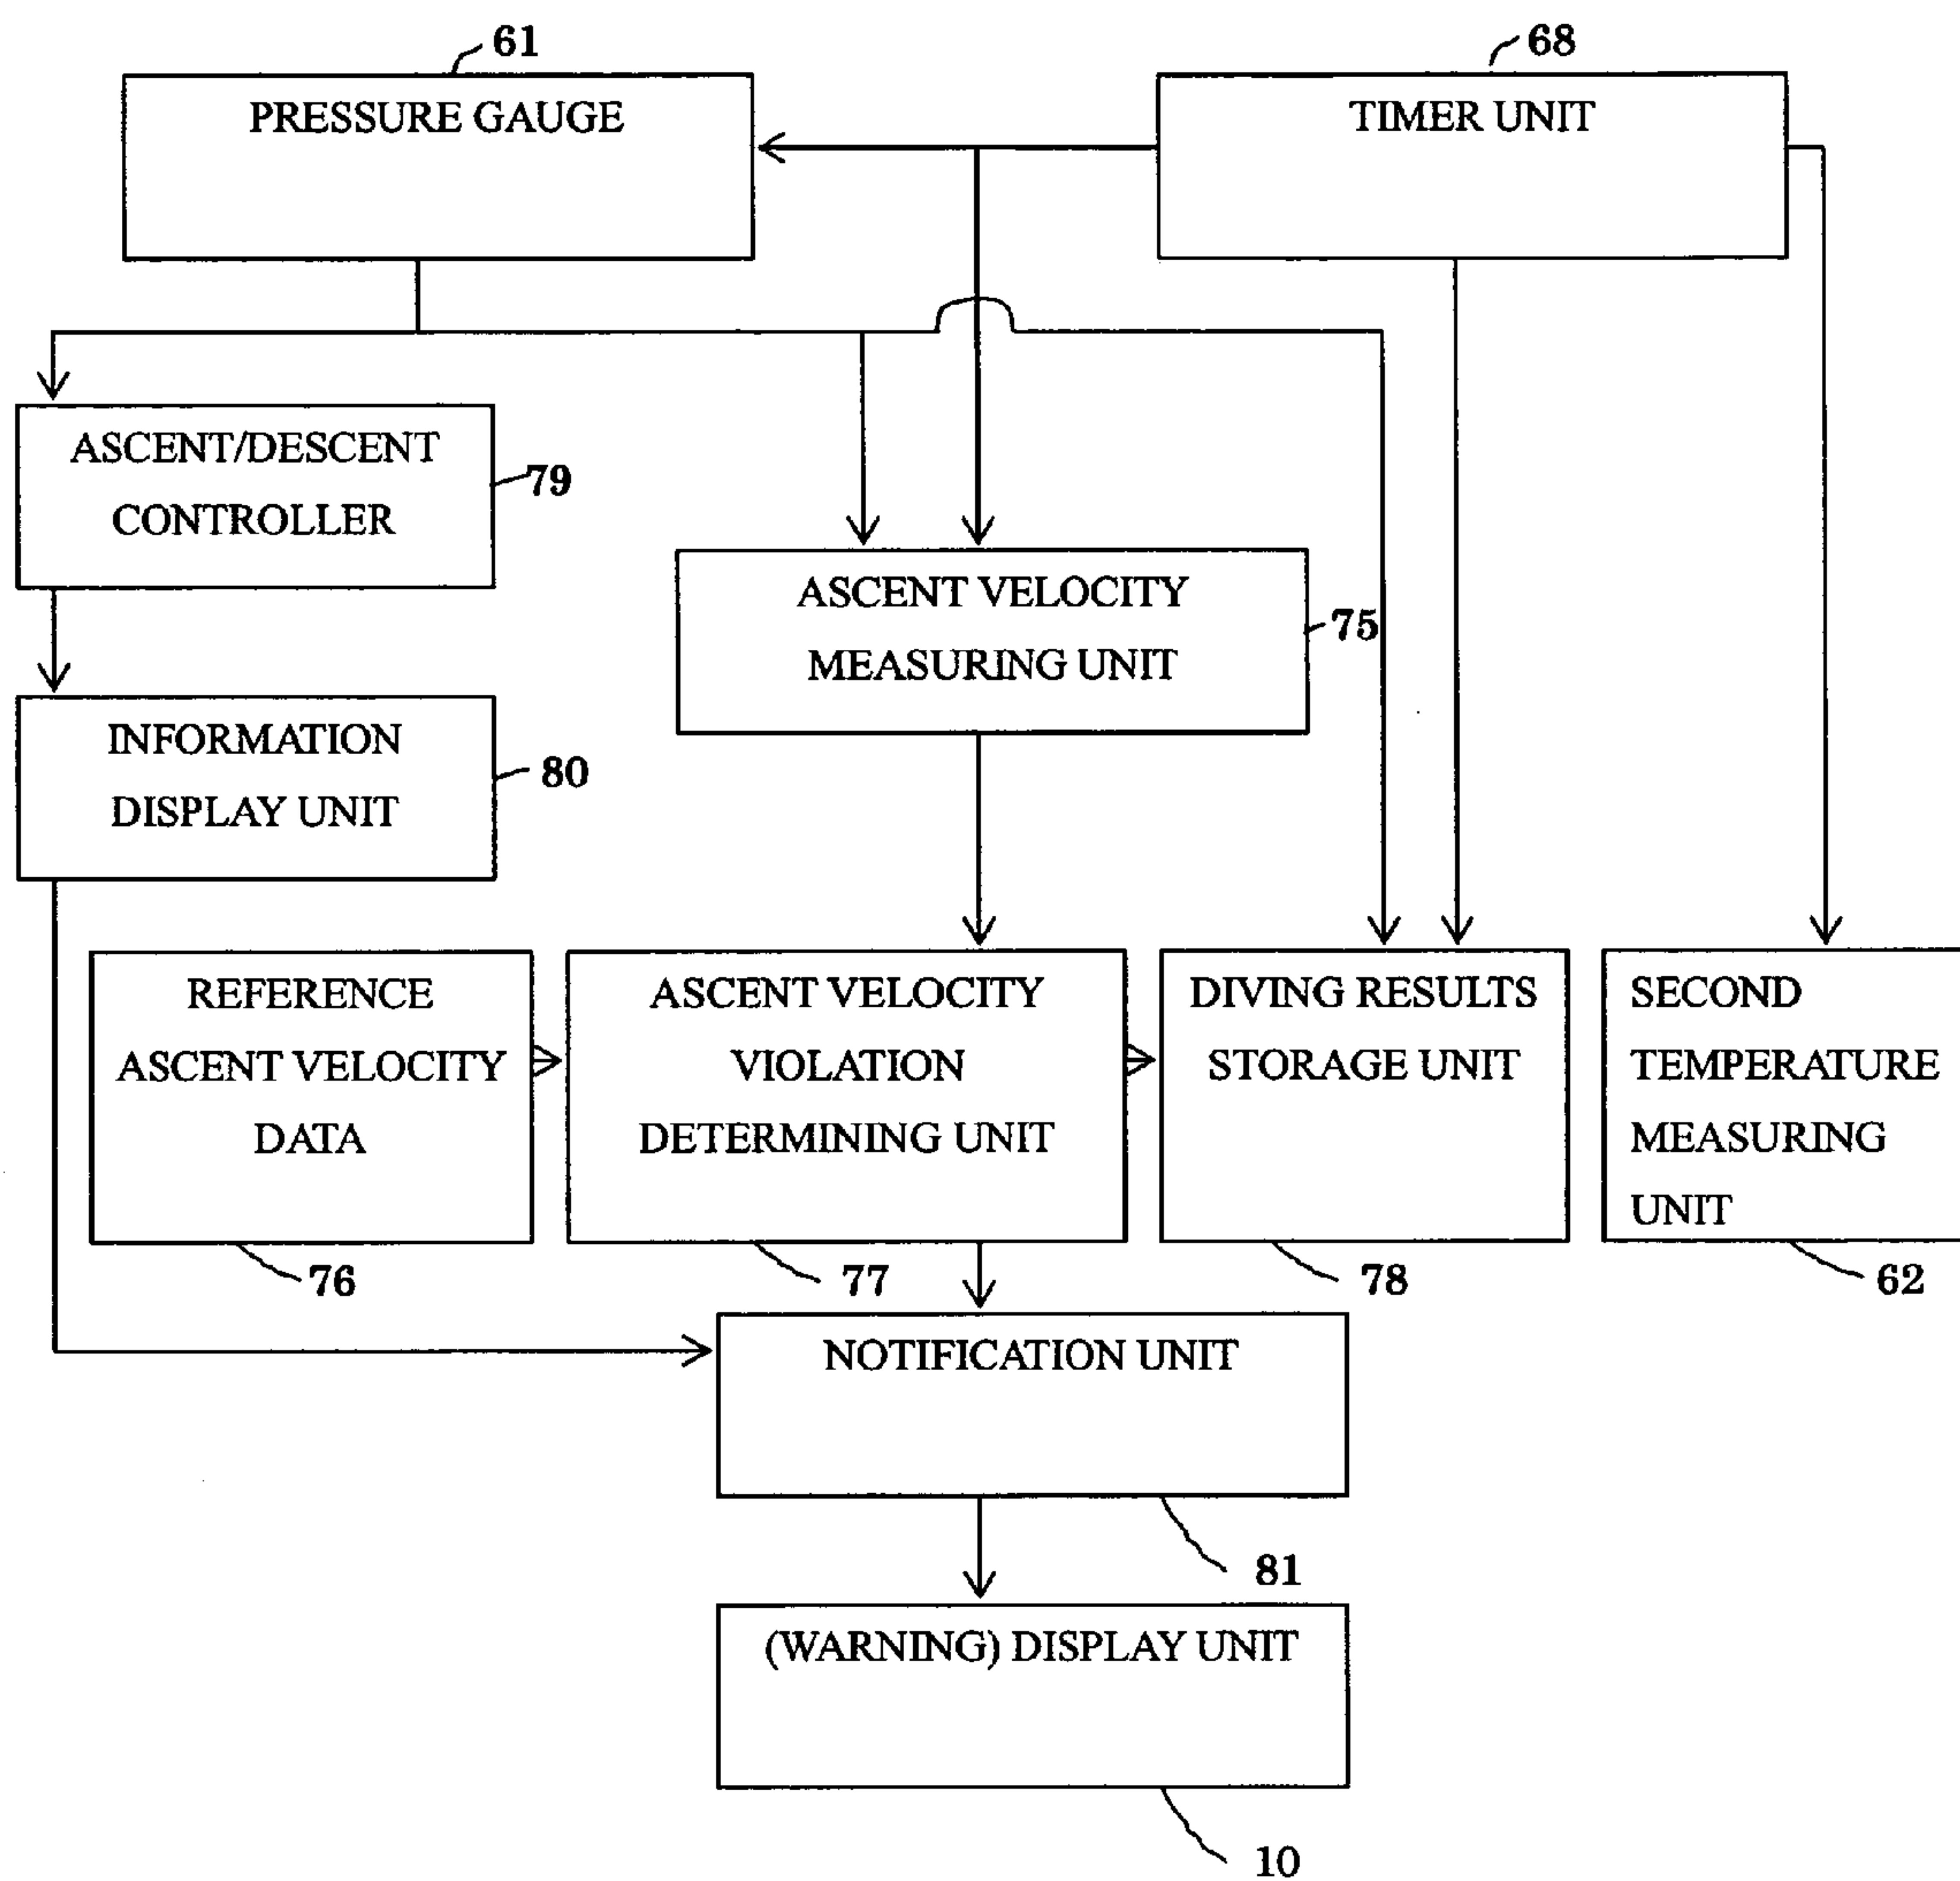 61
68
PRESSURE GAUGE
TIMER UNIT
ASCENT/DESCENT
CONTROLLER
79
ASCENT VELOCITY
MEASURING UNIT
75
INFORMATION
DISPLAY UNIT
80
REFERENCE
ASCENT VELOCITY
DATA
76
ASCENT VELOCITY
VIOLATION
DETERMINING UNIT
77
DIVING RESULTS
STORAGE UNIT
78
SECOND
TEMPERATURE
MEASURING
UNIT
62
NOTIFICATION UNIT
81
(WARNING) DISPLAY UNIT
10